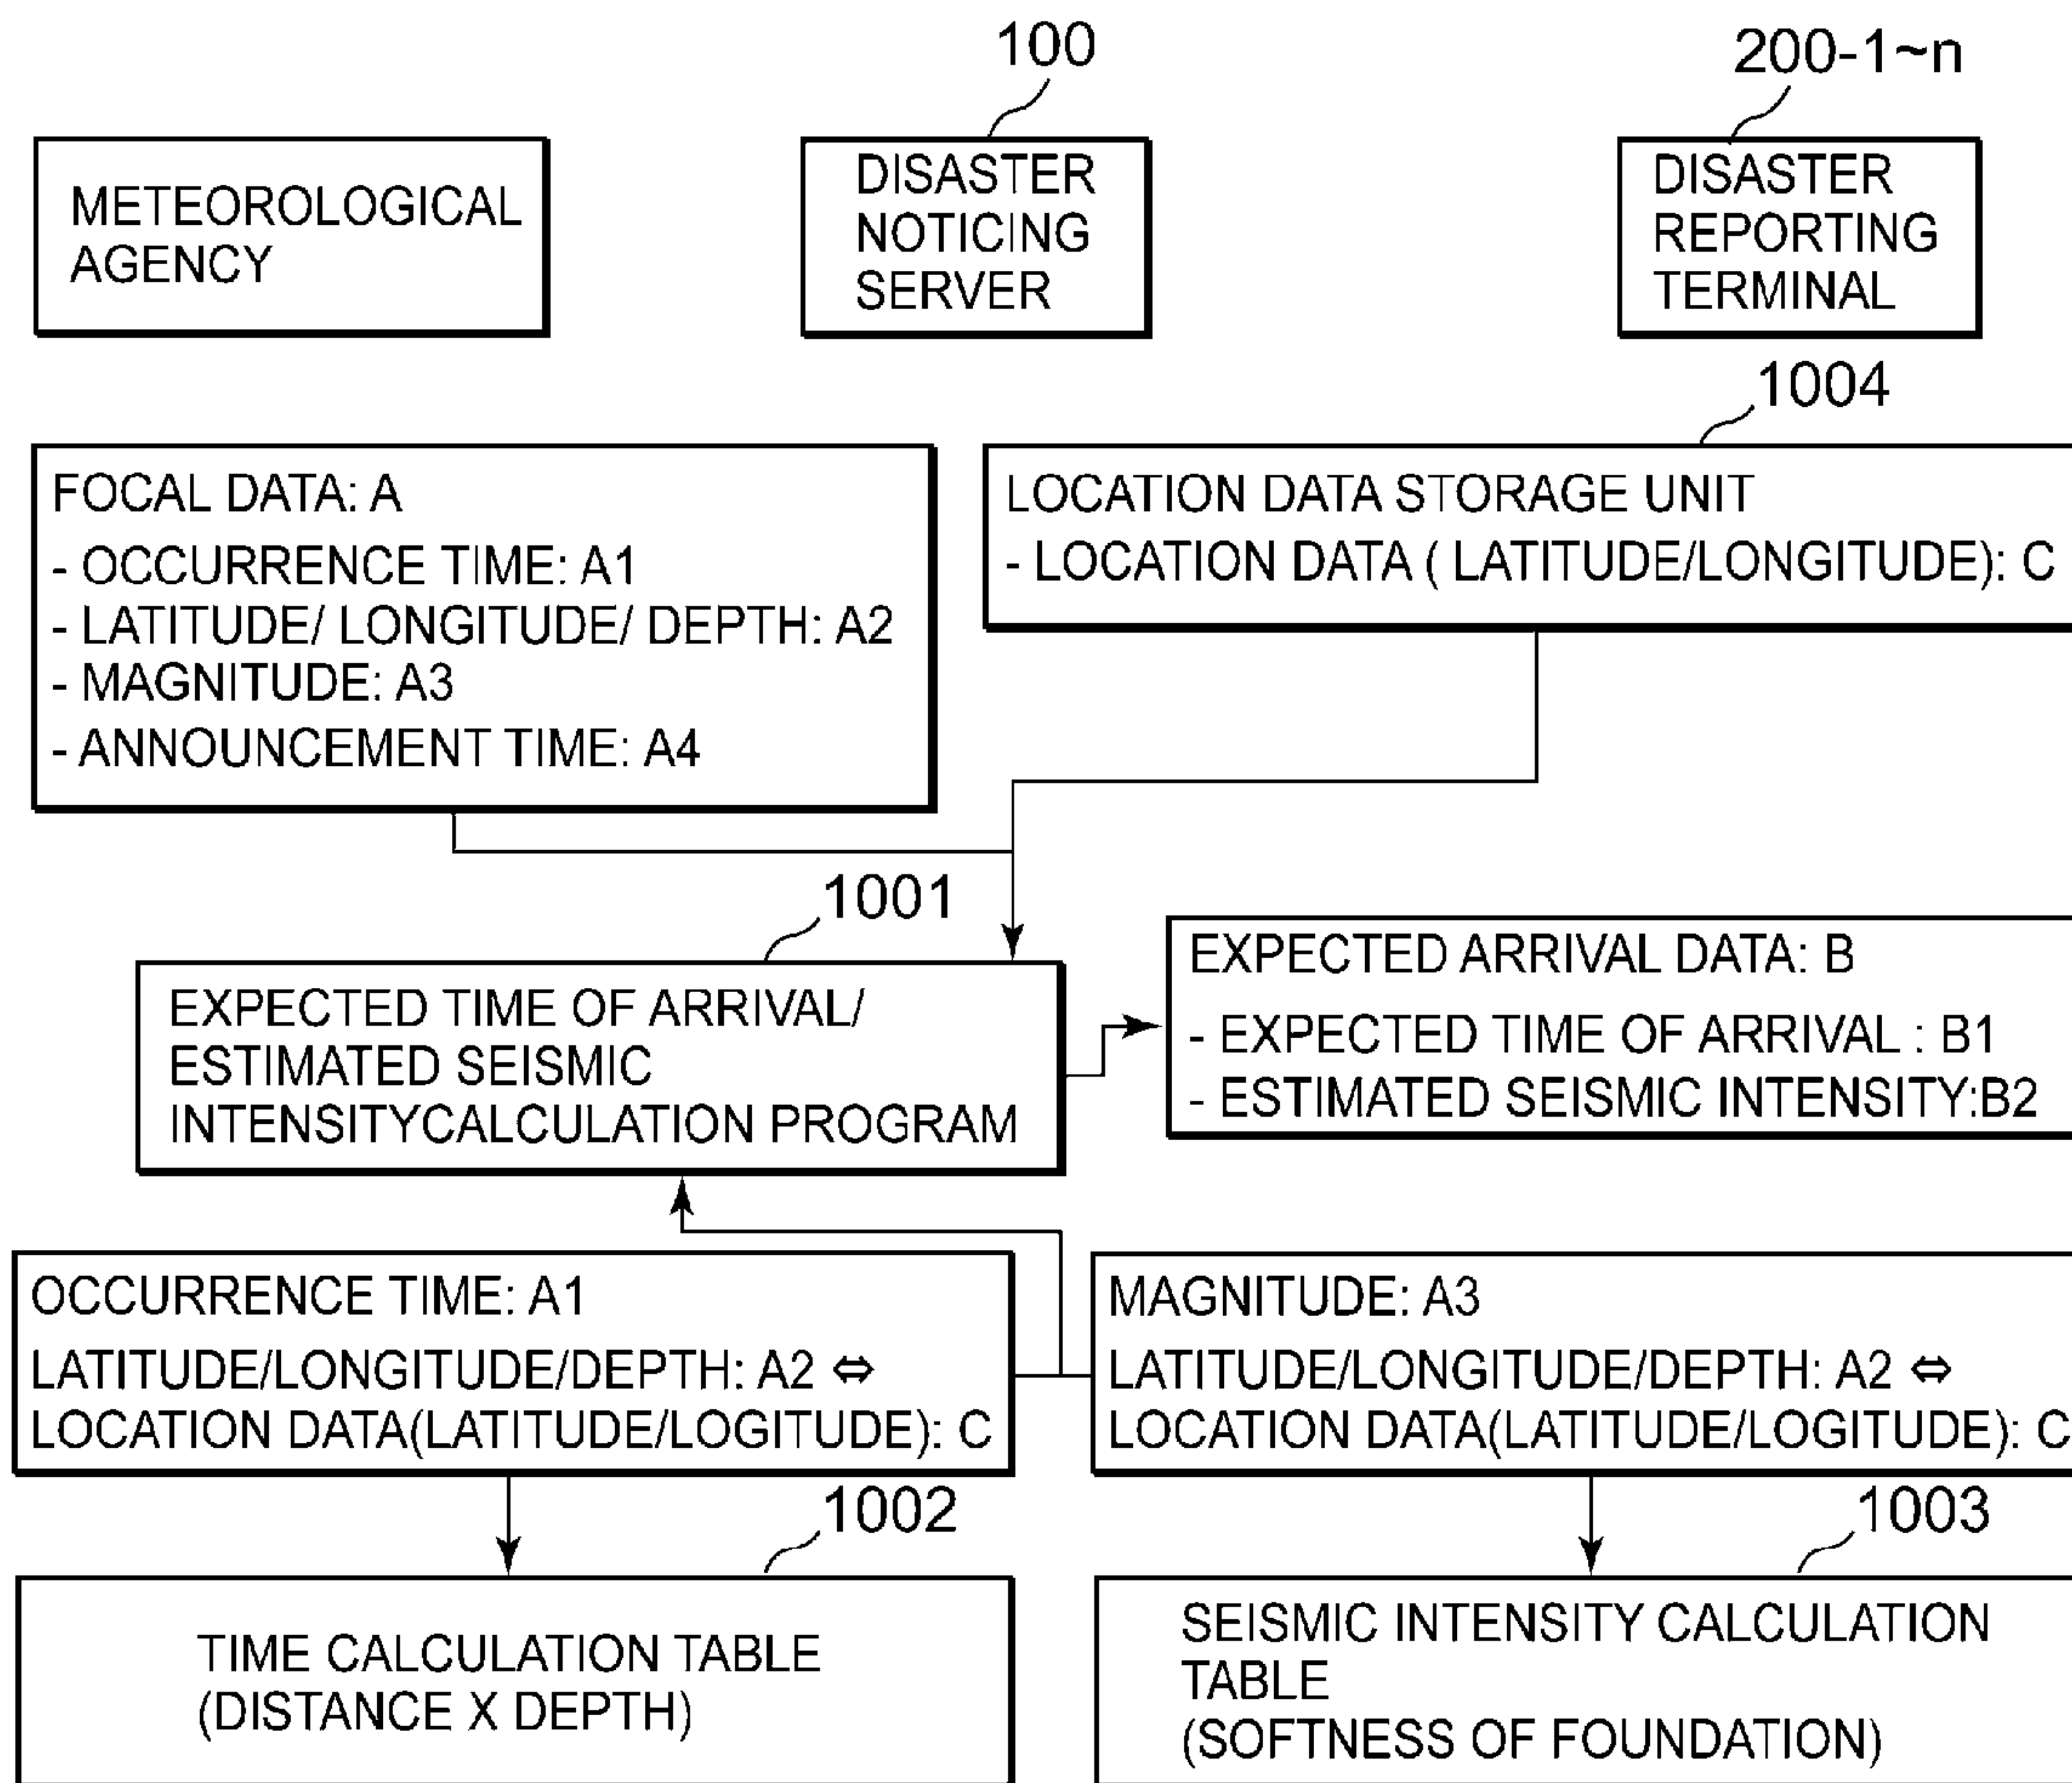 100
200-1~n
METEOROLOGICAL
AGENCY
DISASTER
NOTICING
SERVER
DISASTER
REPORTING
TERMINAL
1004
FOCAL DATA: A
- OCCURRENCE TIME: A1
- LATITUDE/ LONGITUDE/ DEPTH: A2
- MAGNITUDE: A3
- ANNOUNCEMENT TIME: A4
LOCATION DATA STORAGE UNIT
- LOCATION DATA ( LATITUDE/LONGITUDE): C
1001
EXPECTED TIME OF ARRIVAL/
ESTIMATED SEISMIC
INTENSITYCALCULATION PROGRAM
EXPECTED ARRIVAL DATA: B
- EXPECTED TIME OF ARRIVAL : B1
- ESTIMATED SEISMIC INTENSITY:B2
OCCURRENCE TIME: A1
LATITUDE/LONGITUDE/DEPTH: A2 ⇔
LOCATION DATA(LATITUDE/LOGITUDE): C
MAGNITUDE: A3
LATITUDE/LONGITUDE/DEPTH: A2 ⇔
LOCATION DATA(LATITUDE/LOGITUDE): C
1002
1003
TIME CALCULATION TABLE
(DISTANCE X DEPTH)
SEISMIC INTENSITY CALCULATION
TABLE
(SOFTNESS OF FOUNDATION)